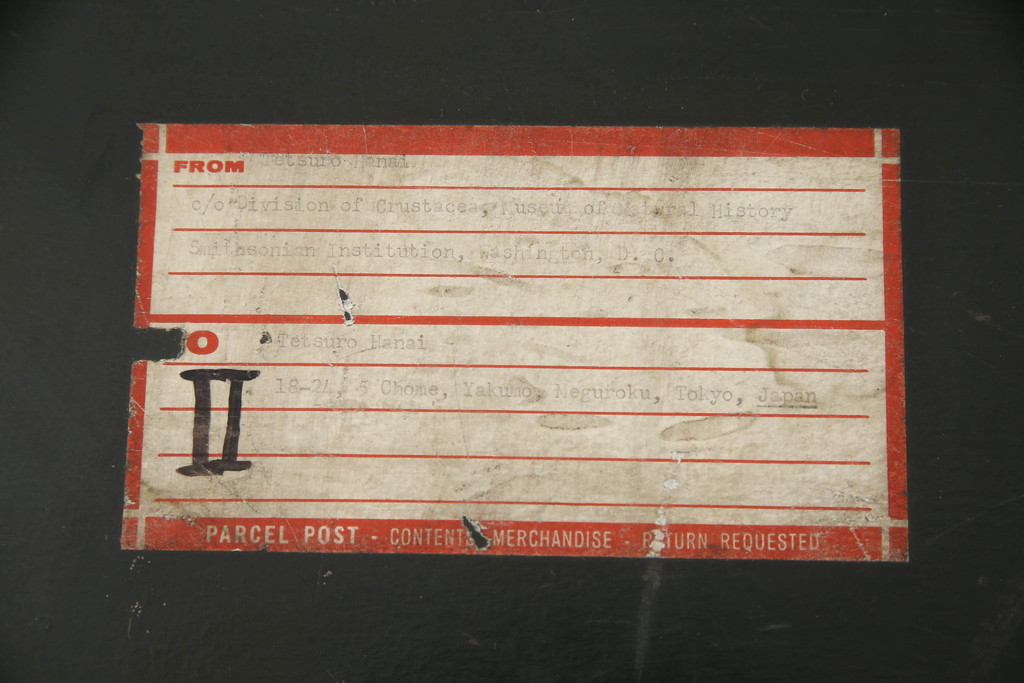 FROM Tetsuro Hanai
c/o Division of Crustacea, Museum of Natural History
Smithsonian Institution, Washington, D. C.
O Tetsuro Hanai
18-24, 5 Chome, Yakumo, Meguroku, Tokyo, Japan
II
PARCEL POST - CONTENTS MERCHANDISE - RETURN REQUESTED